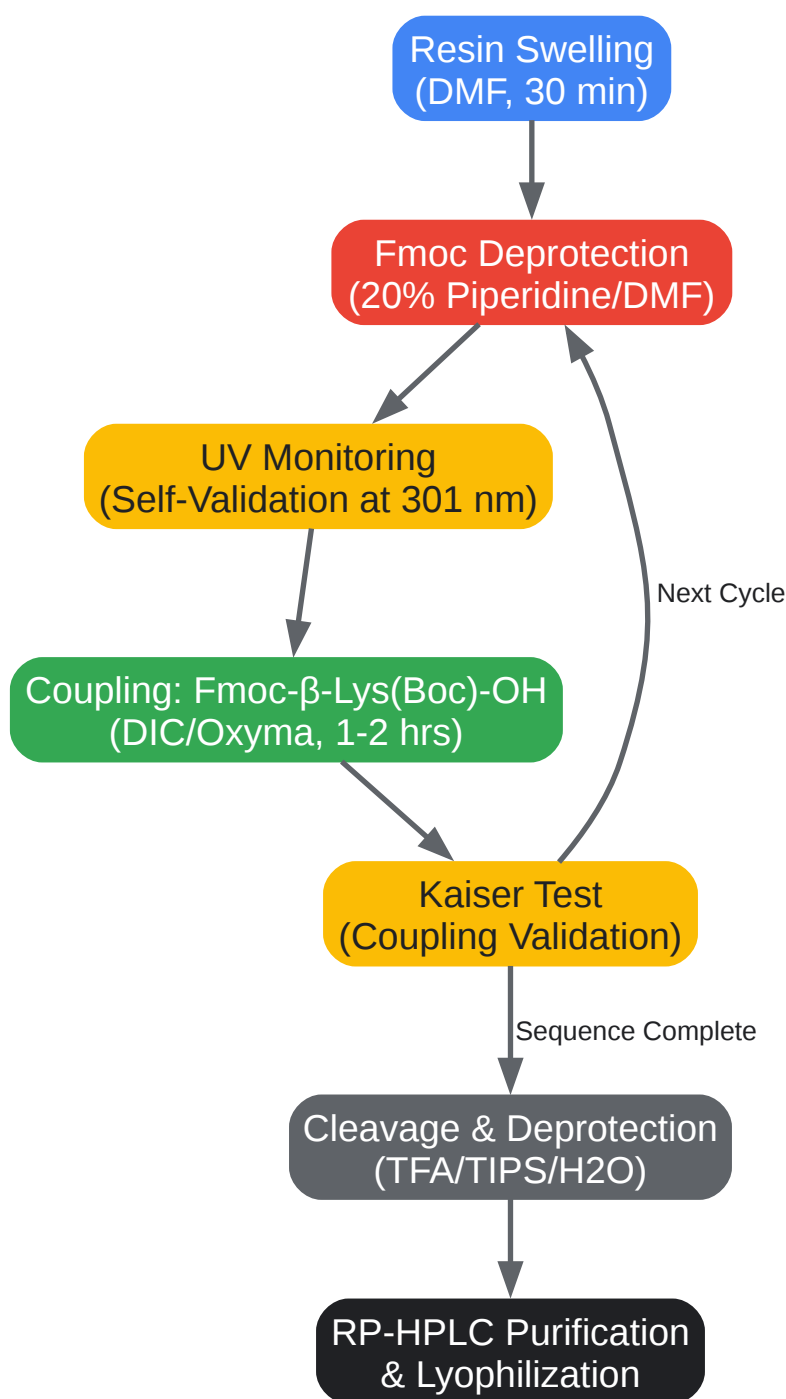 Resin Swelling
(DMF, 30 min)
Fmoc Deprotection
(20% Piperidine/DMF)
UV Monitoring
(Self-Validation at 301 nm)
Next Cycle
Coupling: Fmoc-β-Lys(Boc)-OH
(DIC/Oxyma, 1-2 hrs)
Kaiser Test
(Coupling Validation)
Sequence Complete
Cleavage & Deprotection
(TFA/TIPS/H2O)
RP-HPLC Purification
& Lyophilization